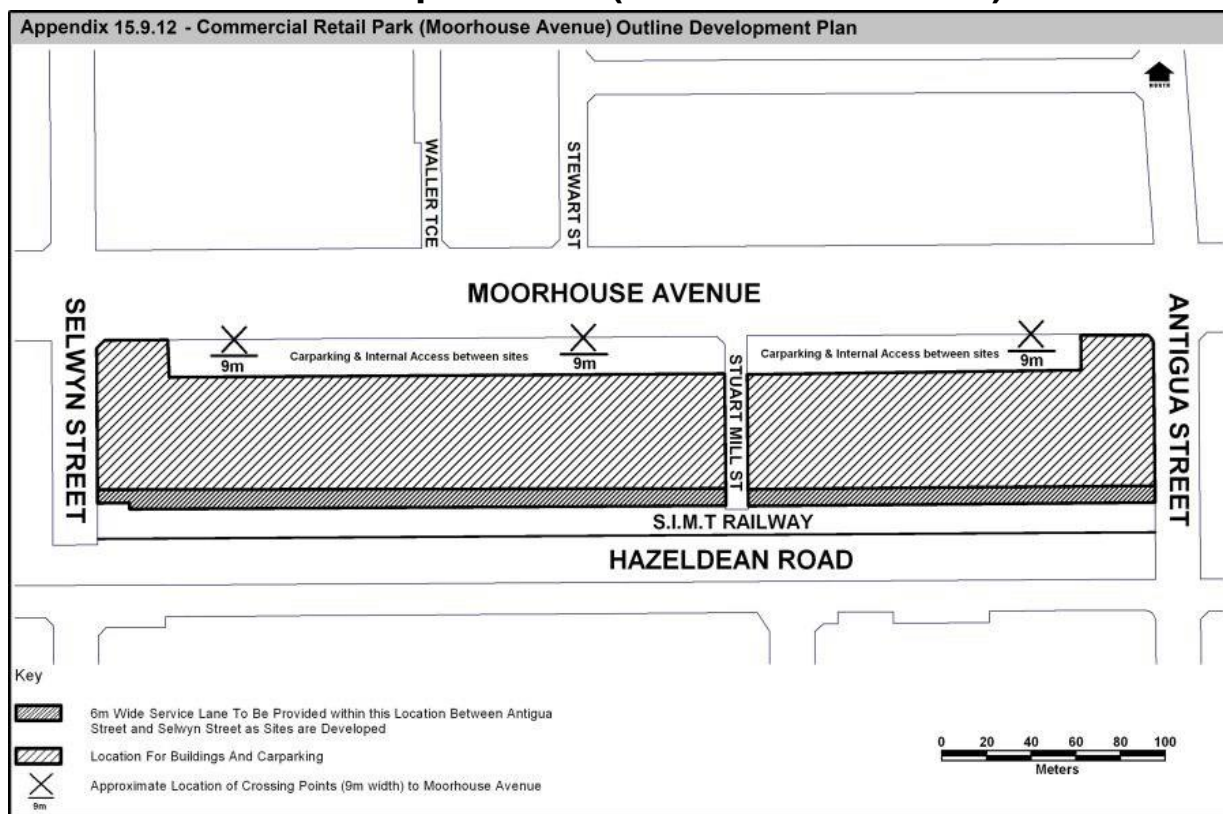 Appendix 15.9.12 - Commercial Retail Park (Moorhouse Avenue) Outline Development Plan
NORTH
WALLER TCE
STEWART ST
MOORHOUSE AVENUE
SELWYN STREET
ANTIGUA STREET
9m
Carparking & Internal Access between sites
9m
STUART MILL ST
Carparking & Internal Access between sites
9m
S.I.M.T RAILWAY
HAZELDEAN ROAD
Key
6m Wide Service Lane To Be Provided within this Location Between Antigua
Street and Selwyn Street as Sites are Developed
Location For Buildings And Carparking
9m
Approximate Location of Crossing Points (9m width) to Moorhouse Avenue
0 20 40 60 80 100
Meters